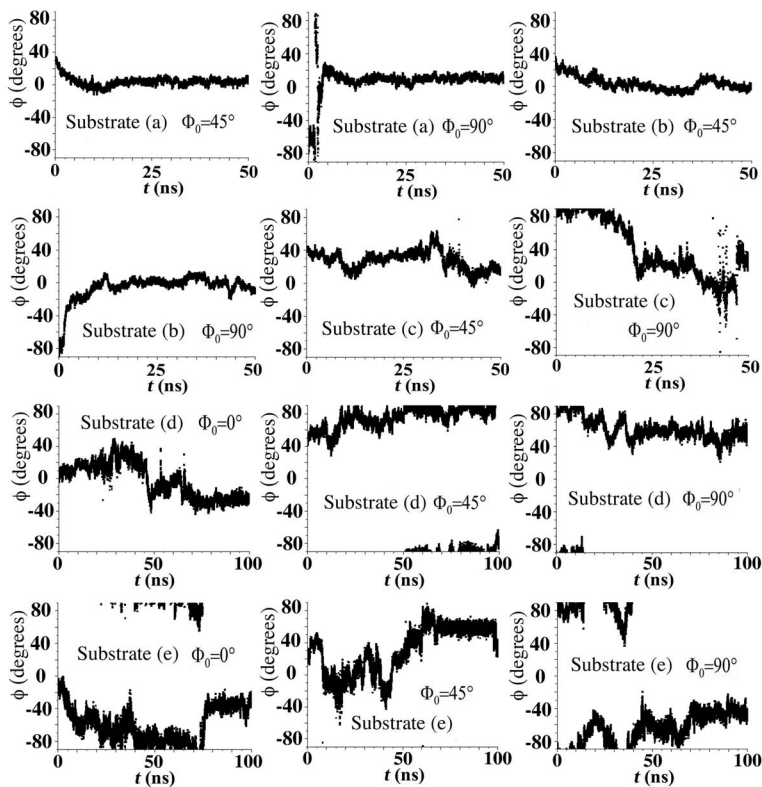 80
40
0
-40
-80
ϕ (degrees)
Substrate (a) Φ₀=45°
0 25 50
t (ns)
80
40
0
-40
-80
ϕ (degrees)
Substrate (a) Φ₀=90°
0 25 50
t (ns)
80
40
0
-40
-80
ϕ (degrees)
Substrate (b) Φ₀=45°
0 25 50
t (ns)
80
40
0
-40
-80
ϕ (degrees)
Substrate (b) Φ₀=90°
0 25 50
t (ns)
80
40
0
-40
-80
ϕ (degrees)
Substrate (c) Φ₀=45°
0 25 50
t (ns)
80
40
0
-40
-80
ϕ (degrees)
Substrate (c)
Φ₀=90°
0 25 50
t (ns)
80
40
0
-40
-80
ϕ (degrees)
Substrate (d) Φ₀=0°
0 50 100
t (ns)
80
40
0
-40
-80
ϕ (degrees)
Substrate (d) Φ₀=45°
0 50 100
t (ns)
80
40
0
-40
-80
ϕ (degrees)
Substrate (d) Φ₀=90°
0 50 100
t (ns)
80
40
0
-40
-80
ϕ (degrees)
Substrate (e) Φ₀=0°
0 50 100
t (ns)
80
40
0
-40
-80
ϕ (degrees)
Φ₀=45°
Substrate (e)
0 50 100
t (ns)
80
40
0
-40
-80
ϕ (degrees)
Substrate (e) Φ₀=90°
0 50 100
t (ns)